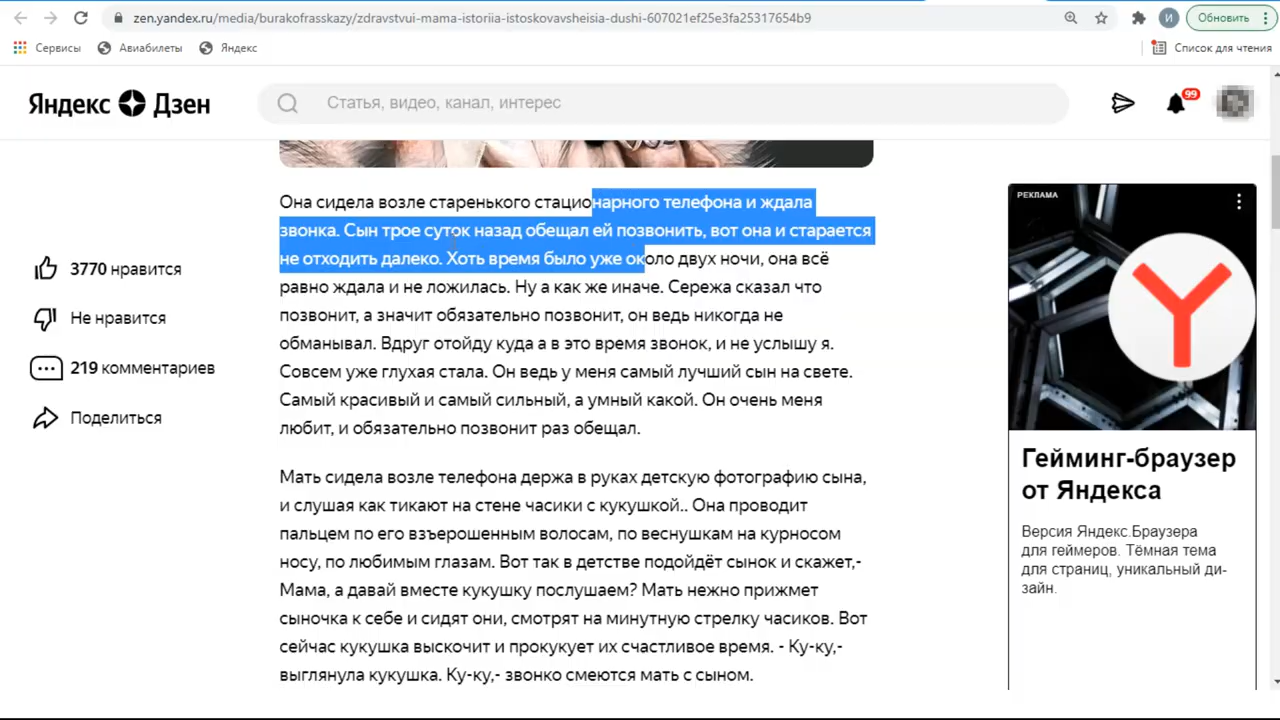 zen.yandex.ru/media/burakofrasskazy/zdravstvui-mama-istoriia-istoskovavsheisia-dushi-607021ef25e3fa25317654b9
И
Обновить
Сервисы
Авиабилеты
Яндекс
Список для чтения
Яндекс Дзен
Статья, видео, канал, интерес
99
Она сидела возле старенького стационарного телефона и ждала
звонка. Сын трое суток назад обещал ей позвонить, вот она и старается
не отходить далеко. Хоть время было уже около двух ночи, она всё
равно ждала и не ложилась. Ну а как же иначе. Сережа сказал что
позвонит, а значит обязательно позвонит, он ведь никогда не
обманывал. Вдруг отойду куда а в это время звонок, и не услышу я.
Совсем уже глухая стала. Он ведь у меня самый лучший сын на свете.
Самый красивый и самый сильный, а умный какой. Он очень меня
любит, и обязательно позвонит раз обещал.
Мать сидела возле телефона держа в руках детскую фотографию сына,
и слушая как тикают на стене часики с кукушкой.. Она проводит
пальцем по его взъерошенным волосам, по веснушкам на курносом
носу, по любимым глазам. Вот так в детстве подойдёт сынок и скажет,-
Мама, а давай вместе кукушку послушаем? Мать нежно прижмет
сыночка к себе и сидят они, смотрят на минутную стрелку часиков. Вот
сейчас кукушка выскочит и прокукует их счастливое время. - Ку-ку,-
выглянула кукушка. Ку-ку,- звонко смеются мать с сыном.
3770 нравится
Не нравится
219 комментариев
Поделиться
РЕКЛАМА
Y
Гейминг-браузер
от Яндекса
Версия Яндекс.Браузера
для геймеров. Тёмная тема
для страниц, уникальный ди-
зайн.